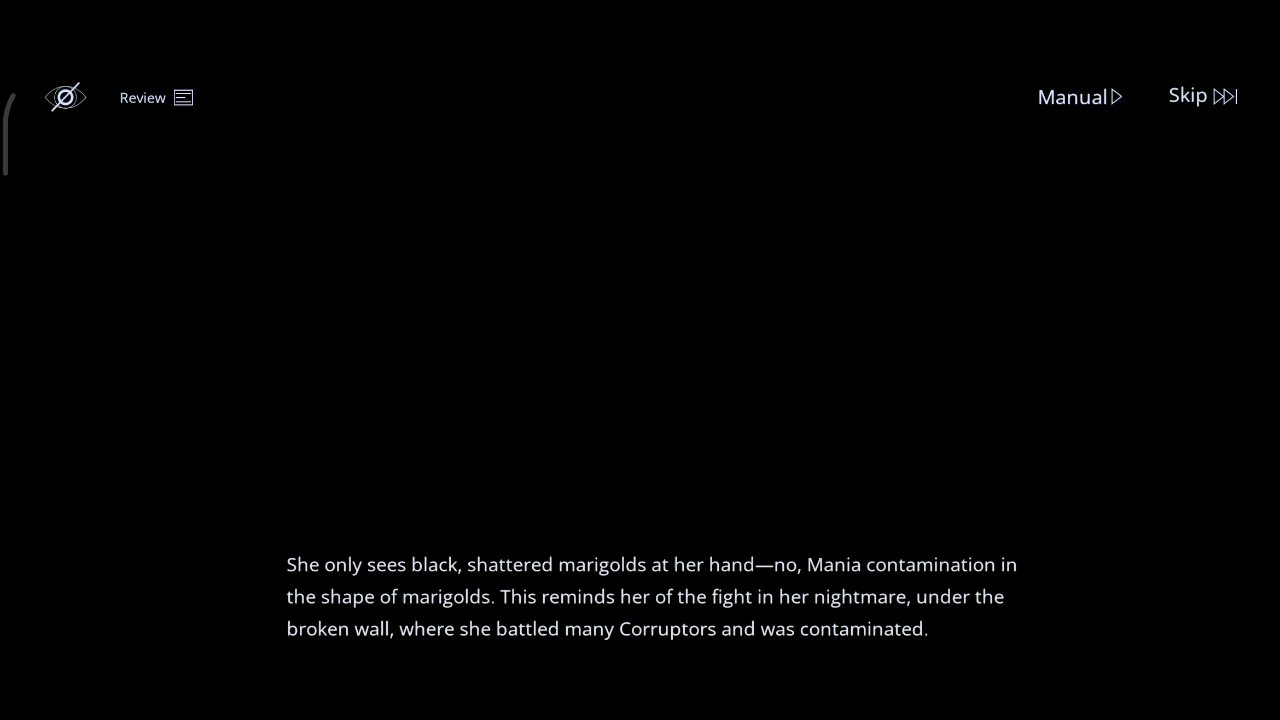 Review
Manual
Skip
She only sees black, shattered marigolds at her hand—no, Mania contamination in
the shape of marigolds. This reminds her of the fight in her nightmare, under the
broken wall, where she battled many Corruptors and was contaminated.